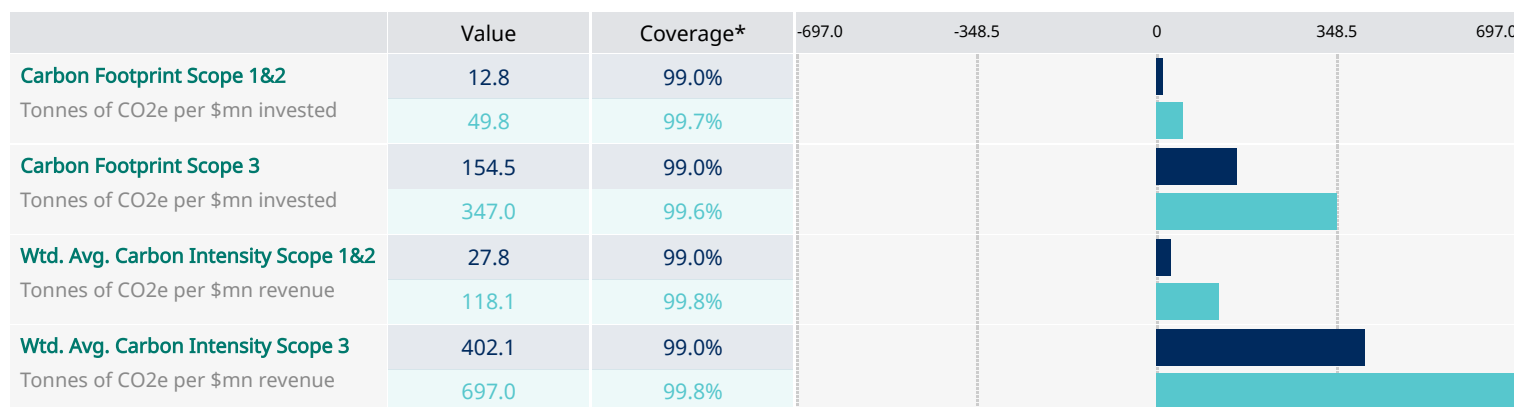 Value Coverage* -697.0 -348.5 0 348.5 697.0
Carbon Footprint Scope 1&2 12.8 99.0%
Tonnes of CO2e per $mn invested 49.8 99.7%
Carbon Footprint Scope 3 154.5 99.0%
Tonnes of CO2e per $mn invested 347.0 99.6%
Wtd. Avg. Carbon Intensity Scope 1&2 27.8 99.0%
Tonnes of CO2e per $mn revenue 118.1 99.8%
Wtd. Avg. Carbon Intensity Scope 3 402.1 99.0%
Tonnes of CO2e per $mn revenue 697.0 99.8%